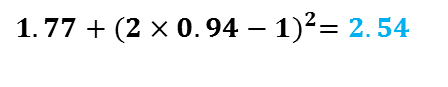 1.77 + (2 × 0.94 − 1)²= 2.54